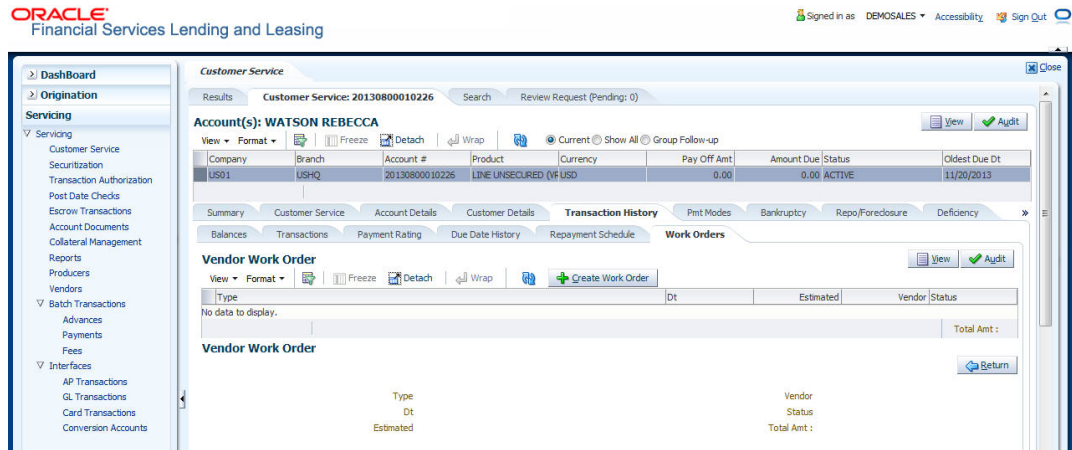 ORACLE®
Financial Services Lending and Leasing
Signed in as DEMOSALES Accessibility Sign Out
Close
DashBoard
Origination
Servicing
Servicing
Customer Service
Securitization
Transaction Authorization
Post Date Checks
Escrow Transactions
Account Documents
Collateral Management
Reports
Producers
Vendors
Batch Transactions
Advances
Payments
Fees
Interfaces
AP Transactions
GL Transactions
Card Transactions
Conversion Accounts
Customer Service
Results Customer Service: 20130800010226 Search Review Request (Pending: 0)
Account(s): WATSON REBECCA View Audit
View Format Freeze Detach Wrap Current Show All Group Follow-up
Company Branch Account # Product Currency Pay Off Amt Amount Due Status Oldest Due Dt
US01 USHQ 20130800010226 LINE UNSECURED (VR USD 0.00 0.00 ACTIVE 11/20/2013
Summary Customer Service Account Details Customer Details Transaction History Pmt Modes Bankruptcy Repo/Foreclosure Deficiency »
Balances Transactions Payment Rating Due Date History Repayment Schedule Work Orders
Vendor Work Order View Audit
View Format Freeze Detach Wrap Create Work Order
Type Dt Estimated Vendor Status
No data to display.
Total Amt :
Vendor Work Order
Return
Type Vendor
Dt Status
Estimated Total Amt :